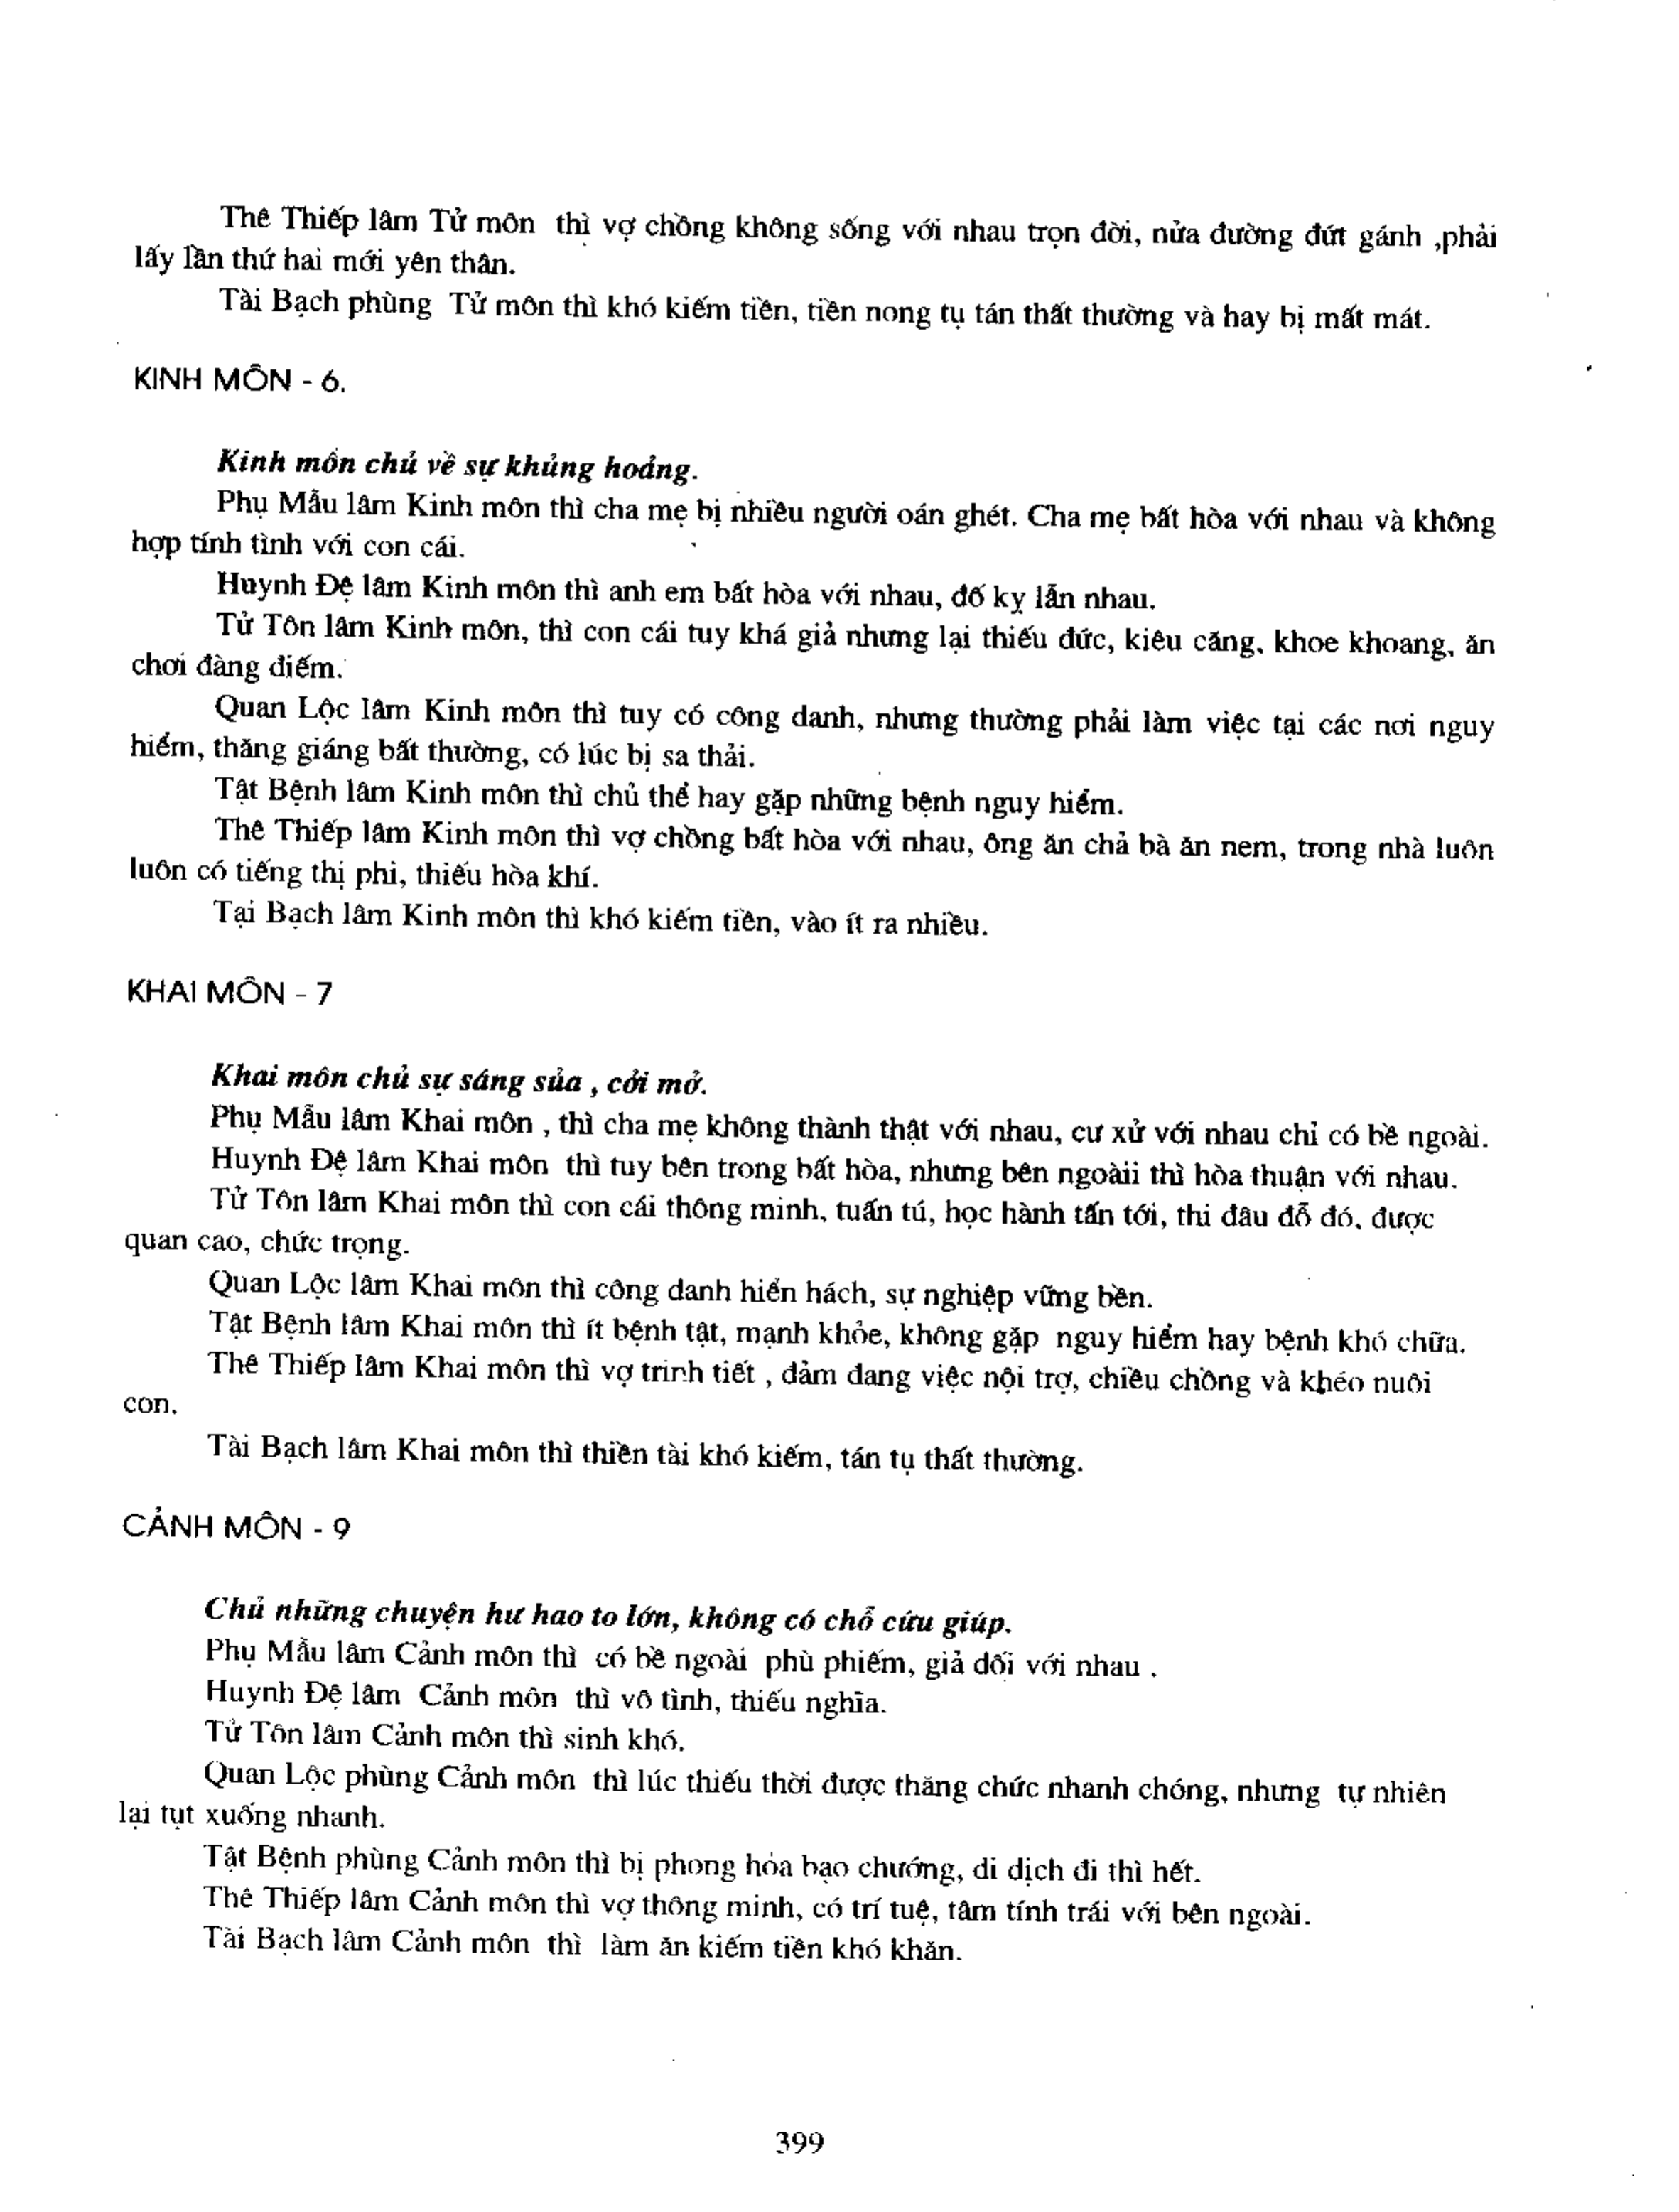 Thê Thiếp lâm Tử môn thì vợ chồng không sống với nhau trọn đời, nửa đường đứt gánh ,phải
lấy lần thứ hai mới yên thân.
Tài Bạch phùng Tử môn thì khó kiếm tiền, tiền nong tụ tán thất thường và hay bị mất mát.
KINH MÔN - 6.
Kinh môn chủ về sự khủng hoảng.
Phụ Mẫu lâm Kinh môn thì cha mẹ bị nhiều người oán ghét. Cha mẹ bất hòa với nhau và không
hợp tính tình với con cái.
Huynh Đệ lâm Kinh môn thì anh em bất hòa với nhau, đố kỵ lẫn nhau.
Tử Tôn lâm Kinh môn, thì con cái tuy khá giả nhưng lại thiếu đức, kiêu căng, khoe khoang, ăn
chơi đàng điếm.
Quan Lộc lâm Kinh môn thì tuy có công danh, nhưng thường phải làm việc tại các nơi nguy
hiểm, thăng giáng bất thường, có lúc bị sa thải.
Tật Bệnh lâm Kinh môn thì chủ thể hay gặp những bệnh nguy hiểm.
Thê Thiếp lâm Kinh môn thì vợ chồng bất hòa với nhau, ông ăn chả bà ăn nem, trong nhà luôn
luôn có tiếng thị phi, thiếu hòa khí.
Tại Bạch lâm Kinh môn thì khó kiếm tiền, vào ít ra nhiều.
KHAI MÔN - 7
Khai môn chủ sự sáng sủa , cởi mở.
Phụ Mẫu lâm Khai môn , thì cha mẹ không thành thật với nhau, cư xử với nhau chỉ có bề ngoài.
Huynh Đệ lâm Khai môn thì tuy bên trong bất hòa, nhưng bên ngoàii thì hòa thuận với nhau.
Tử Tôn lâm Khai môn thì con cái thông minh, tuấn tú, học hành tấn tới, thi đâu đỗ đó, được
quan cao, chức trọng.
Quan Lộc lâm Khai môn thì công danh hiển hách, sự nghiệp vững bền.
Tật Bệnh lâm Khai môn thì ít bệnh tật, mạnh khỏe, không gặp nguy hiểm hay bệnh khó chữa.
Thê Thiếp lâm Khai môn thì vợ trinh tiết , đảm đang việc nội trợ, chiều chồng và khéo nuôi
con.
Tài Bạch lâm Khai môn thì thiền tài khó kiếm, tán tụ thất thường.
CẢNH MÔN - 9
Chủ những chuyện hư hao to lớn, không có chỗ cứu giúp.
Phụ Mẫu lâm Cảnh môn thì có bề ngoài phù phiếm, giả dối với nhau .
Huynh Đệ lâm Cảnh môn thì vô tình, thiếu nghĩa.
Tử Tôn lâm Cảnh môn thì sinh khó.
Quan Lộc phùng Cảnh môn thì lúc thiếu thời được thăng chức nhanh chóng, nhưng tự nhiên
lại tụt xuống nhanh.
Tật Bệnh phùng Cảnh môn thì bị phong hóa bạo chướng, di dịch đi thì hết.
Thê Thiếp lâm Cảnh môn thì vợ thông minh, có trí tuệ, tâm tính trái với bên ngoài.
Tài Bạch lâm Cảnh môn thì làm ăn kiếm tiền khó khăn.
399